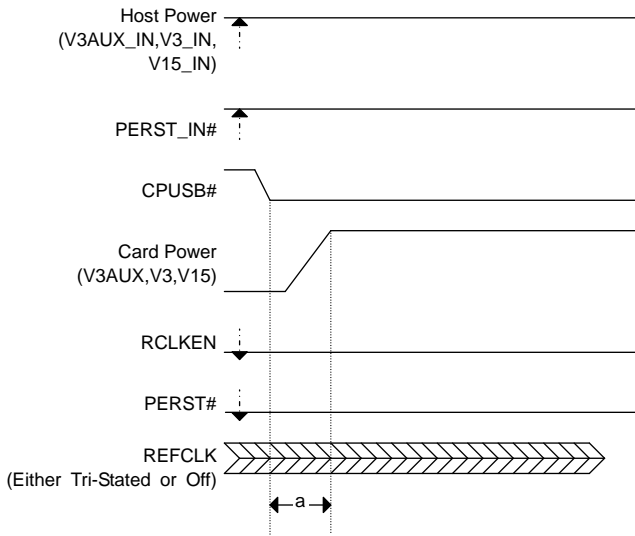 Host Power
(V3AUX_IN,V3_IN,
V15_IN)
PERST_IN#
CPUSB#
Card Power
(V3AUX,V3,V15)
RCLKEN
PERST#
REFCLK
(Either Tri-Stated or Off)
a